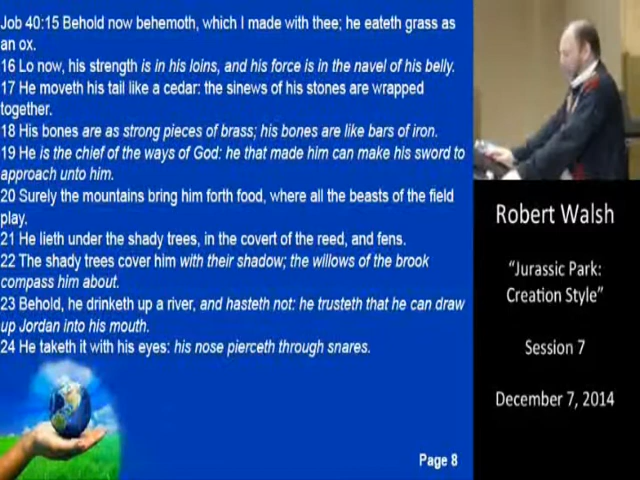 Job 40:15 Behold now behemoth, which I made with thee; he eateth grass as
an ox.
16 Lo now, his strength is in his loins, and his force is in the navel of his belly.
17 He moveth his tail like a cedar: the sinews of his stones are wrapped
together.
18 His bones are as strong pieces of brass; his bones are like bars of iron.
19 He is the chief of the ways of God: he that made him can make his sword to
approach unto him.
20 Surely the mountains bring him forth food, where all the beasts of the field
play.
21 He lieth under the shady trees, in the covert of the reed, and fens.
22 The shady trees cover him with their shadow; the willows of the brook
compass him about.
23 Behold, he drinketh up a river, and hasteth not: he trusteth that he can draw
up Jordan into his mouth.
24 He taketh it with his eyes: his nose pierceth through snares.
Page 8
Robert Walsh
“Jurassic Park:
Creation Style”
Session 7
December 7, 2014